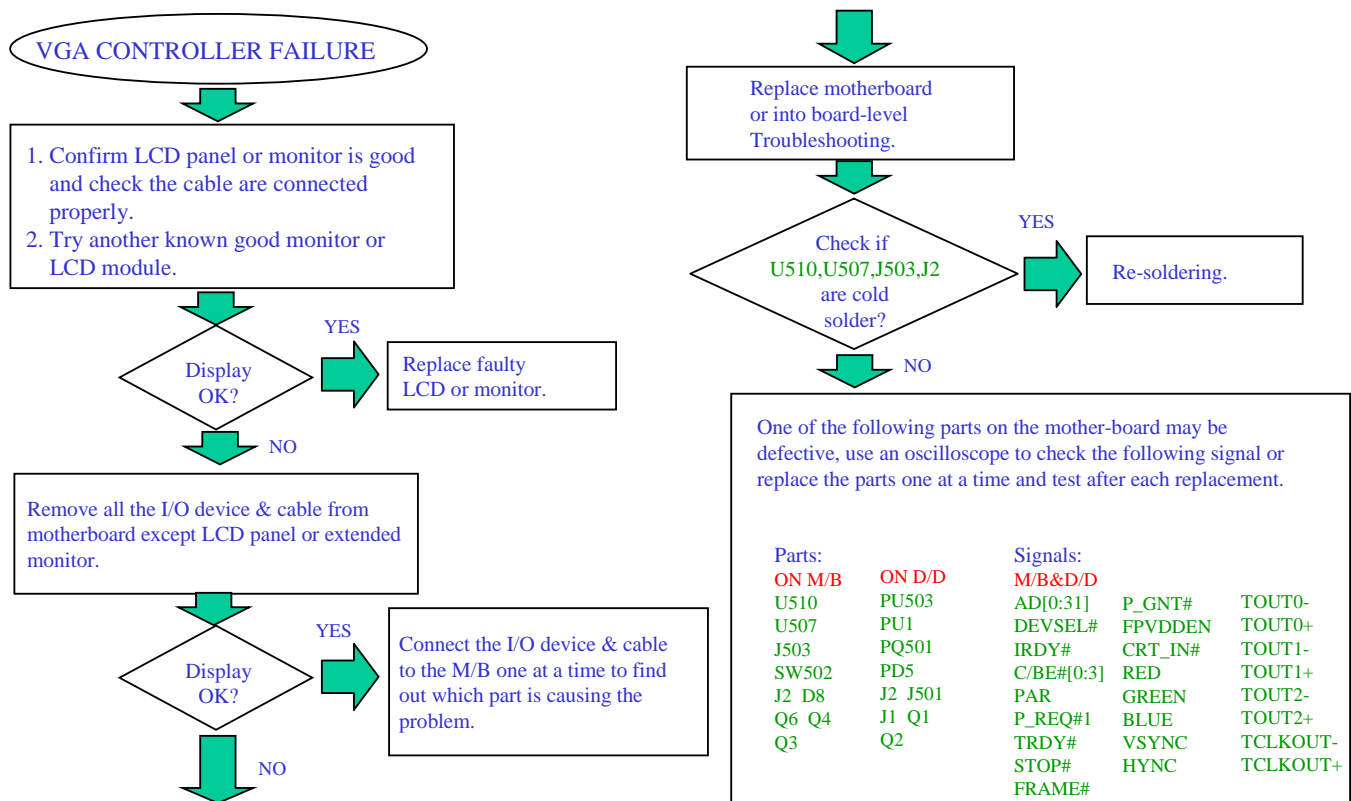 VGA CONTROLLER FAILURE
1. Confirm LCD panel or monitor is good
and check the cable are connected
properly.
2. Try another known good monitor or
LCD module.
Display
OK?
YES
Replace faulty
LCD or monitor.
NO
Remove all the I/O device & cable from
motherboard except LCD panel or extended
monitor.
Display
OK?
YES
Connect the I/O device & cable
to the M/B one at a time to find
out which part is causing the
problem.
NO
Replace motherboard
or into board-level
Troubleshooting.
Check if
U510,U507,J503,J2
are cold
solder?
YES
Re-soldering.
NO
One of the following parts on the mother-board may be
defective, use an oscilloscope to check the following signal or
replace the parts one at a time and test after each replacement.
Parts:
ON M/B
U510
U507
J503
SW502
J2 D8
Q6 Q4
Q3
ON D/D
PU503
PU1
PQ501
PD5
J2 J501
J1 Q1
Q2
Signals:
M/B&D/D
AD[0:31]
DEVSEL#
IRDY#
C/BE#[0:3]
PAR
P_REQ#1
TRDY#
STOP#
FRAME#
P_GNT#
FPVDDEN
CRT_IN#
RED
GREEN
BLUE
VSYNC
HYNC
TOUT0-
TOUT0+
TOUT1-
TOUT1+
TOUT2-
TOUT2+
TCLKOUT-
TCLKOUT+